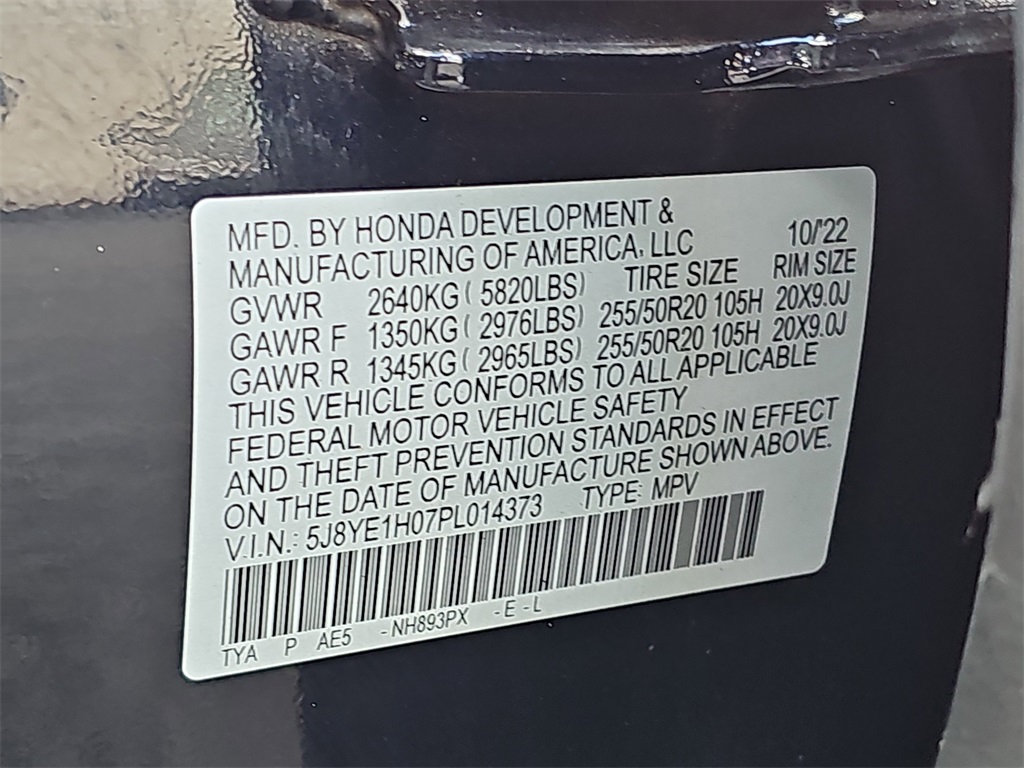 MFD. BY HONDA DEVELOPMENT &
MANUFACTURING OF AMERICA, LLC 10/'22
GVWR 2640KG ( 5820LBS) TIRE SIZE RIM SIZE
GAWR F 1350KG ( 2976LBS) 255/50R20 105H 20X9.0J
GAWR R 1345KG ( 2965LBS) 255/50R20 105H 20X9.0J
THIS VEHICLE CONFORMS TO ALL APPLICABLE
FEDERAL MOTOR VEHICLE SAFETY
AND THEFT PREVENTION STANDARDS IN EFFECT
ON THE DATE OF MANUFACTURE SHOWN ABOVE.
V.I.N.: 5J8YE1H07PL014373 TYPE: MPV
TYA P AE5 -NH893PX -E -L